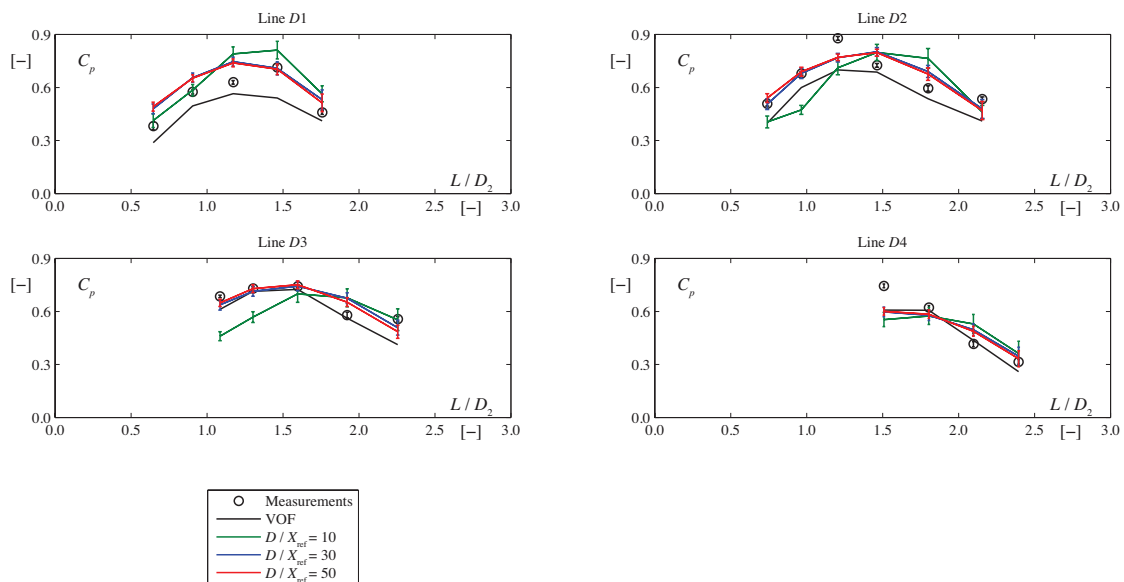 Line D1
[−]
C_p
0.9
0.6
0.3
0.0
L / D_2
0.0 0.5 1.0 1.5 2.0 2.5 3.0
[−]
Line D2
[−]
C_p
0.9
0.6
0.3
0.0
L / D_2
0.0 0.5 1.0 1.5 2.0 2.5 3.0
[−]
Line D3
[−]
C_p
0.9
0.6
0.3
0.0
L / D_2
0.0 0.5 1.0 1.5 2.0 2.5 3.0
[−]
Line D4
[−]
C_p
0.9
0.6
0.3
0.0
L / D_2
0.0 0.5 1.0 1.5 2.0 2.5 3.0
[−]
Measurements
VOF
D / X_ref = 10
D / X_ref = 30
D / X_ref = 50